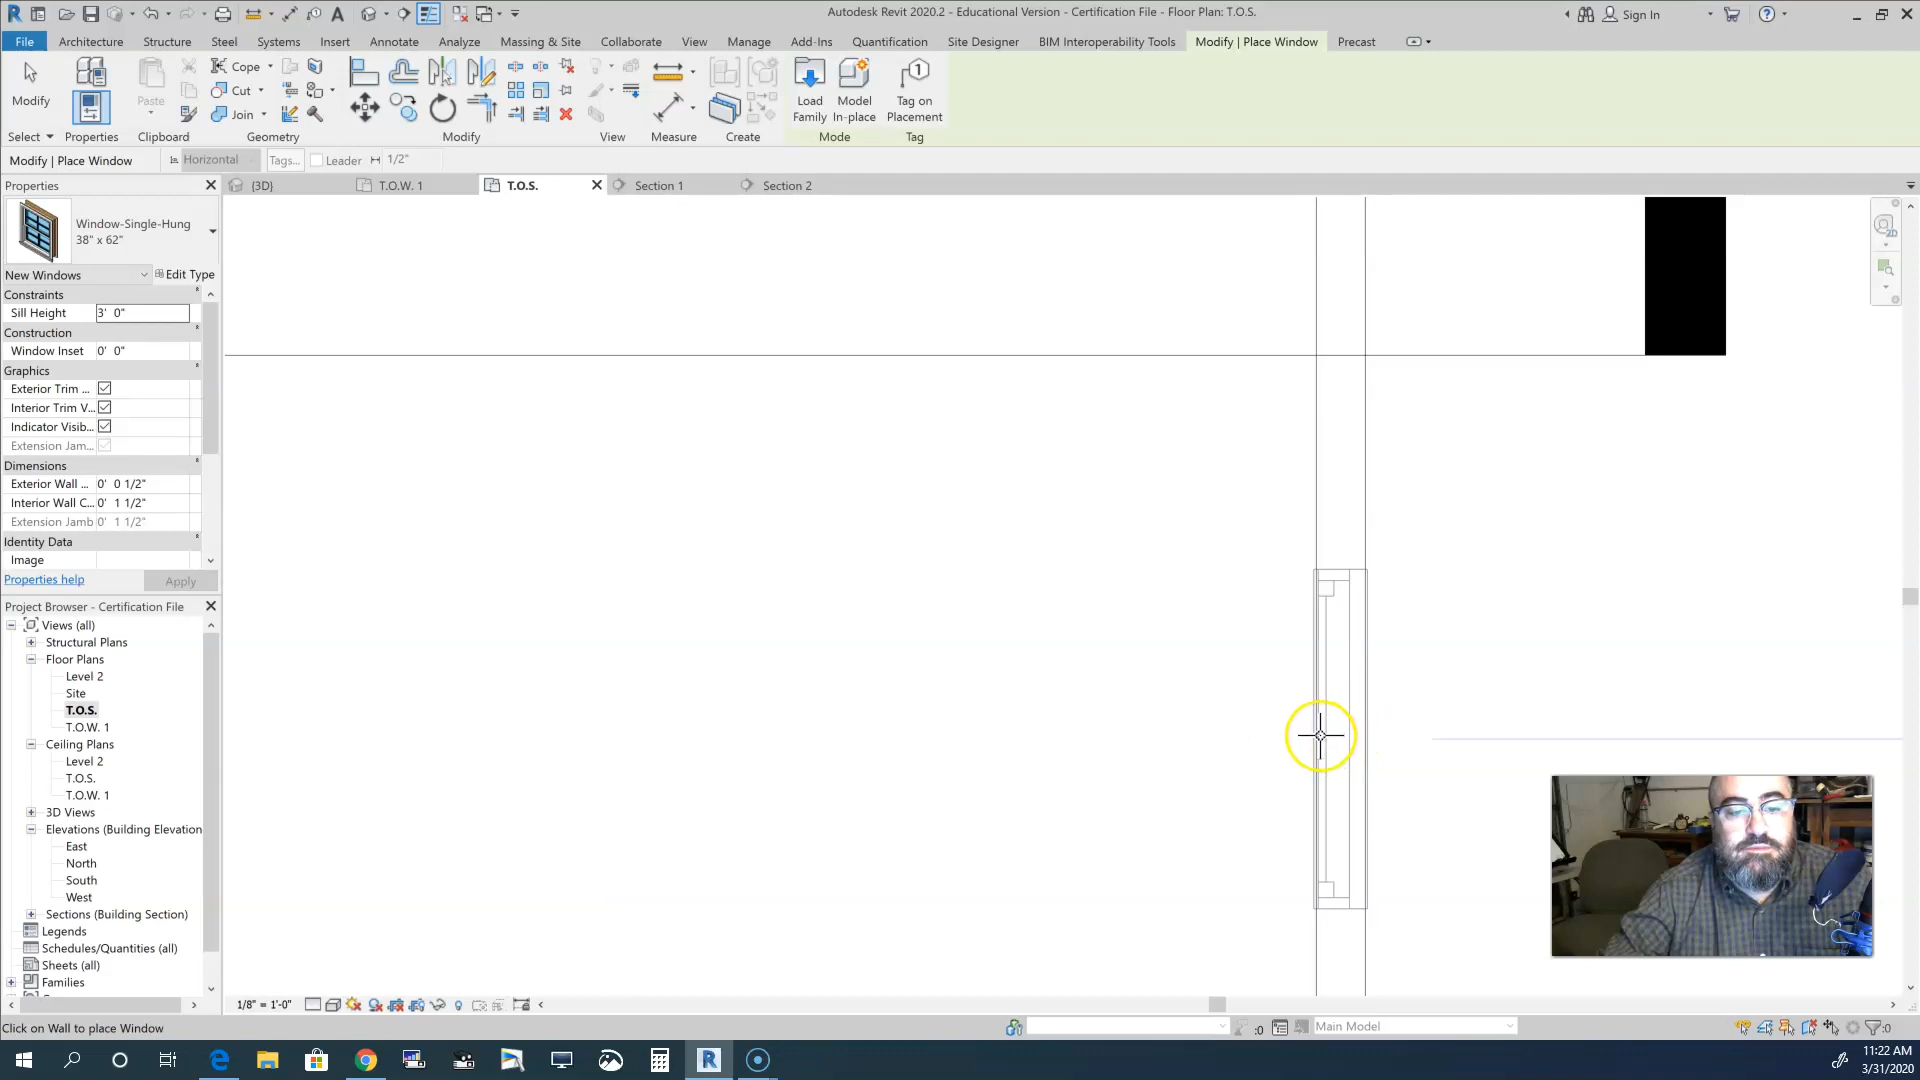 Autodesk Revit 2020.2 - Educational Version - Certification File - Floor Plan: T.O.S.
Sign In
File Architecture Structure Steel Systems Insert Annotate Analyze Massing & Site Collaborate View Manage Add-Ins Quantification Site Designer BIM Interoperability Tools Modify | Place Window Precast
Modify
Paste
Cope
Cut
Join
Load Family
Model In-place
Tag on Placement
Select Properties Clipboard Geometry Modify View Measure Create Mode Tag
Modify | Place Window Horizontal Tags... Leader 1/2"
Properties
{3D} T.O.W. 1 T.O.S. Section 1 Section 2
Window-Single-Hung
38" x 62"
New Windows Edit Type
Constraints
Sill Height 3' 0"
Construction
Window Inset 0' 0"
Graphics
Exterior Trim ...
Interior Trim V...
Indicator Visib...
Extension Jam...
Dimensions
Exterior Wall ... 0' 0 1/2"
Interior Wall C... 0' 1 1/2"
Extension Jamb 0' 1 1/2"
Identity Data
Image
Properties help Apply
Project Browser - Certification File
Views (all)
Structural Plans
Floor Plans
Level 2
Site
T.O.S.
T.O.W. 1
Ceiling Plans
Level 2
T.O.S.
T.O.W. 1
3D Views
Elevations (Building Elevation
East
North
South
West
Sections (Building Section)
Legends
Schedules/Quantities (all)
Sheets (all)
Families
1/8" = 1'-0"
Click on Wall to place Window
:0 Main Model :0
11:22 AM
3/31/2020